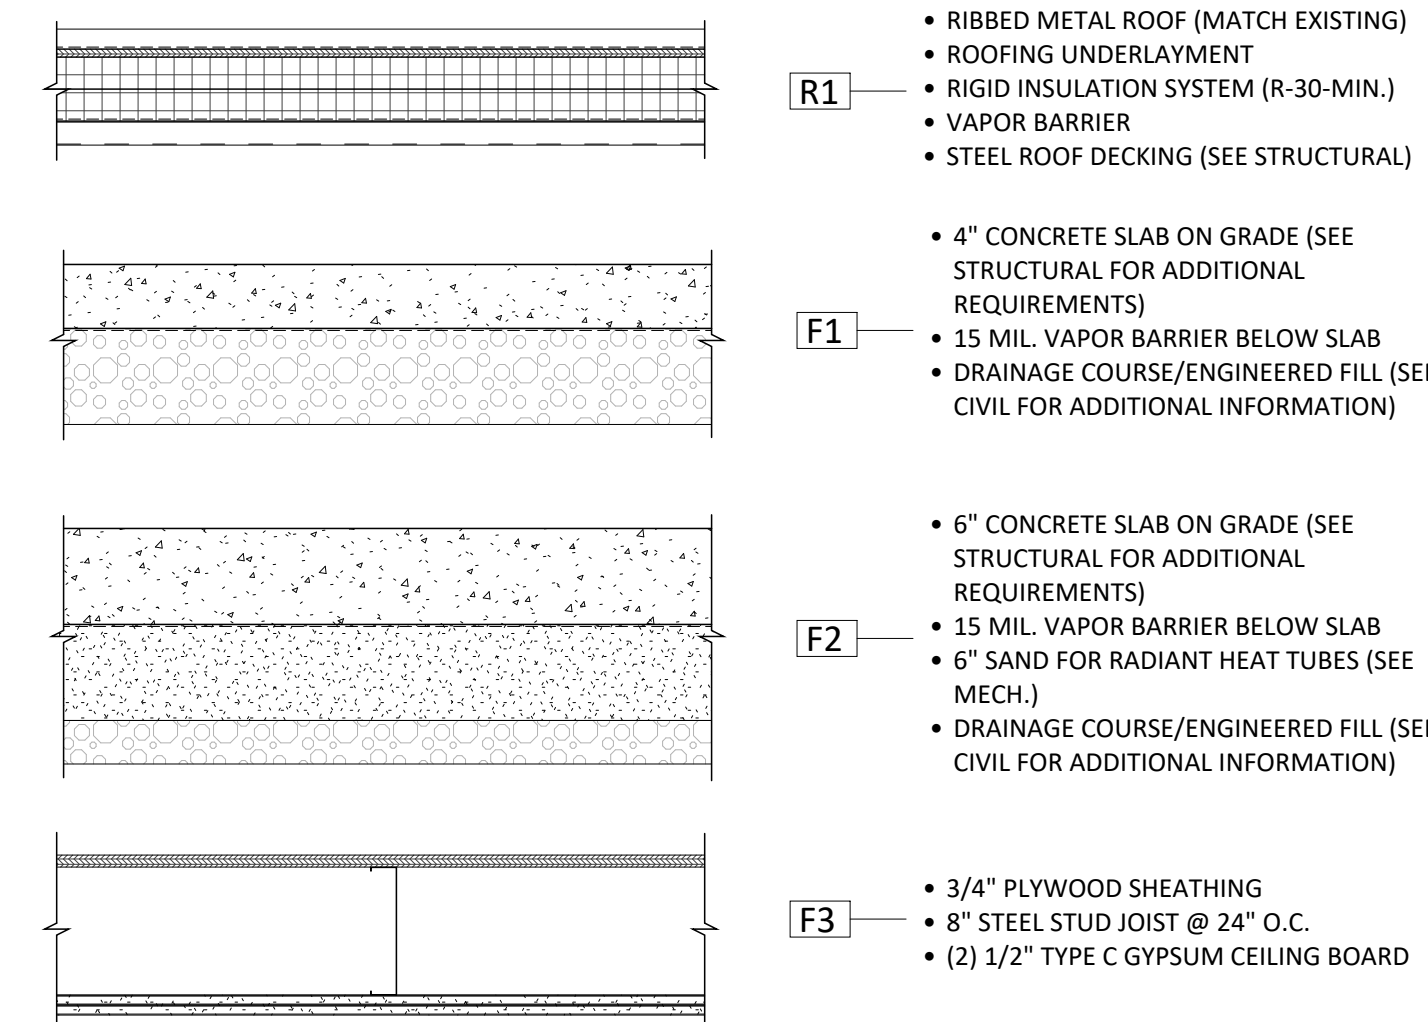 R1
• RIBBED METAL ROOF (MATCH EXISTING)
• ROOFING UNDERLAYMENT
• RIGID INSULATION SYSTEM (R-30-MIN.)
• VAPOR BARRIER
• STEEL ROOF DECKING (SEE STRUCTURAL)
F1
• 4" CONCRETE SLAB ON GRADE (SEE
STRUCTURAL FOR ADDITIONAL
REQUIREMENTS)
• 15 MIL. VAPOR BARRIER BELOW SLAB
• DRAINAGE COURSE/ENGINEERED FILL
CIVIL FOR ADDITIONAL INFORMATION)
F2
• 6" CONCRETE SLAB ON GRADE (SEE
STRUCTURAL FOR ADDITIONAL
REQUIREMENTS)
• 15 MIL. VAPOR BARRIER BELOW SLAB
• 6" SAND FOR RADIANT HEAT TUBES (SEE
MECH.)
• DRAINAGE COURSE/ENGINEERED FILL
CIVIL FOR ADDITIONAL INFORMATION)
F3
• 3/4" PLYWOOD SHEATHING
• 8" STEEL STUD JOIST @ 24" O.C.
• (2) 1/2" TYPE C GYPSUM CEILING BOARD